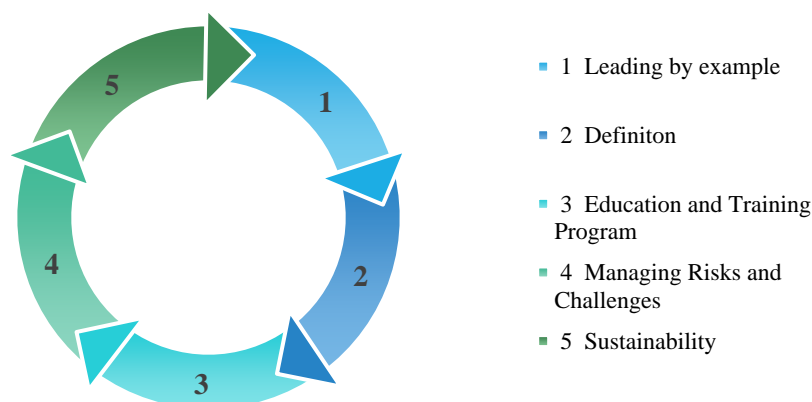 5
1
4
2
3
1 Leading by example
2 Definiton
3 Education and Training
Program
4 Managing Risks and
Challenges
5 Sustainability